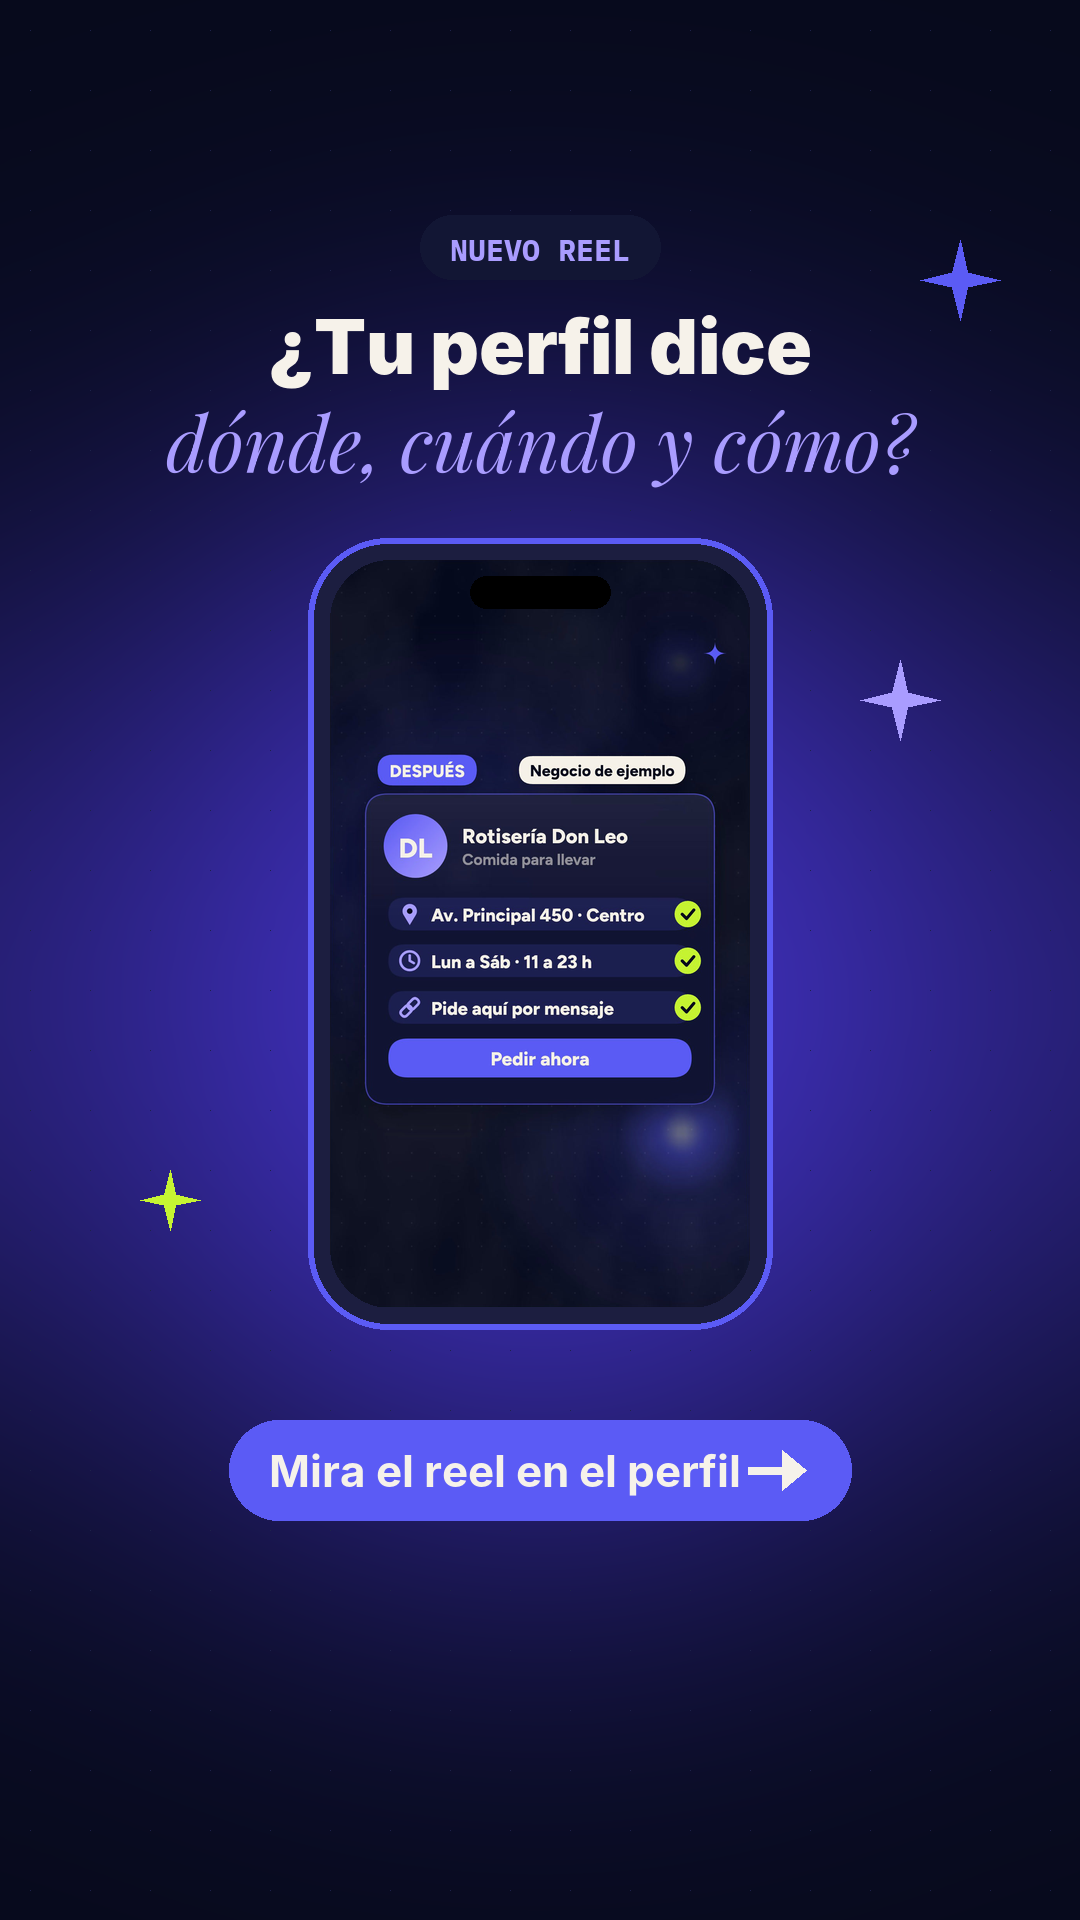 NUEVO REEL
¿Tu perfil dice
dónde, cuándo y cómo?
DESPUÉS
Negocio de ejemplo
DL
Rotisería Don Leo
Comida para llevar
Av. Principal 450 · Centro
Lun a Sáb · 11 a 23 h
Pide aquí por mensaje
Pedir ahora
Mira el reel en el perfil